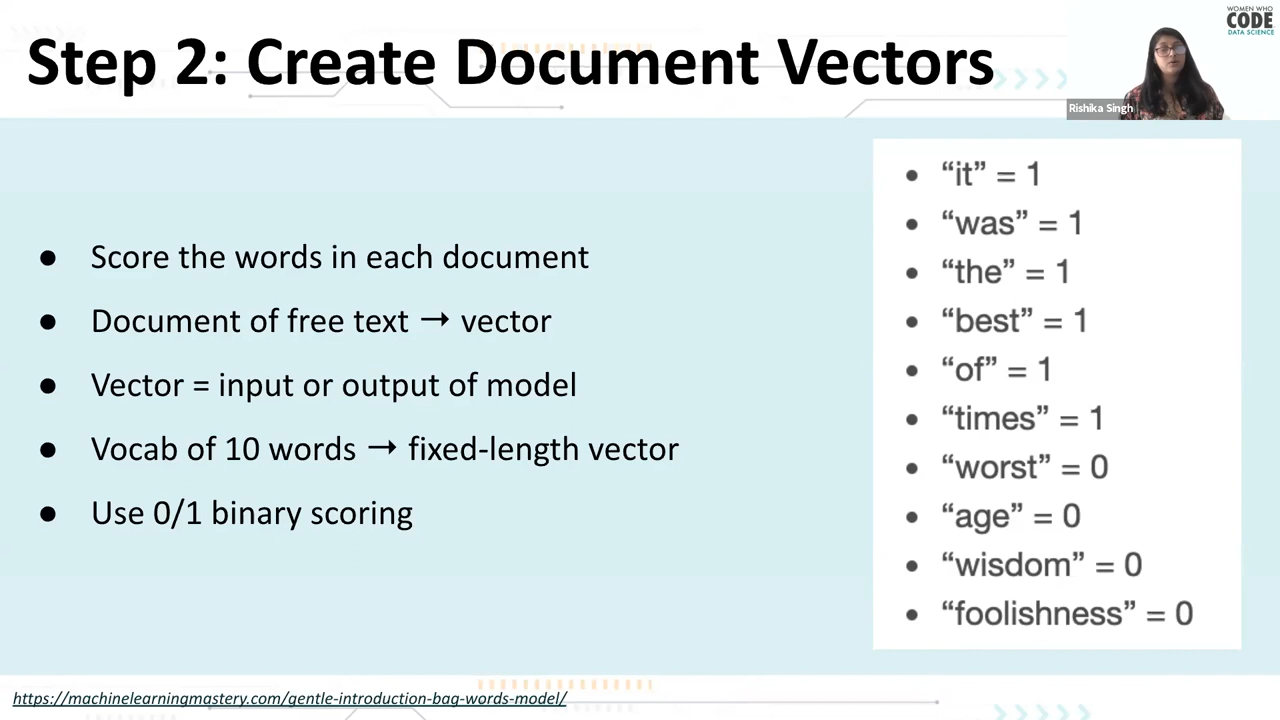 Step 2: Create Document Vectors
WOMEN WHO
CODE
DATA SCIENCE
Rishika Singh
● Score the words in each document
● Document of free text → vector
● Vector = input or output of model
● Vocab of 10 words → fixed-length vector
● Use 0/1 binary scoring
• “it” = 1
• “was” = 1
• “the” = 1
• “best” = 1
• “of” = 1
• “times” = 1
• “worst” = 0
• “age” = 0
• “wisdom” = 0
• “foolishness” = 0
https://machinelearningmastery.com/gentle-introduction-bag-words-model/